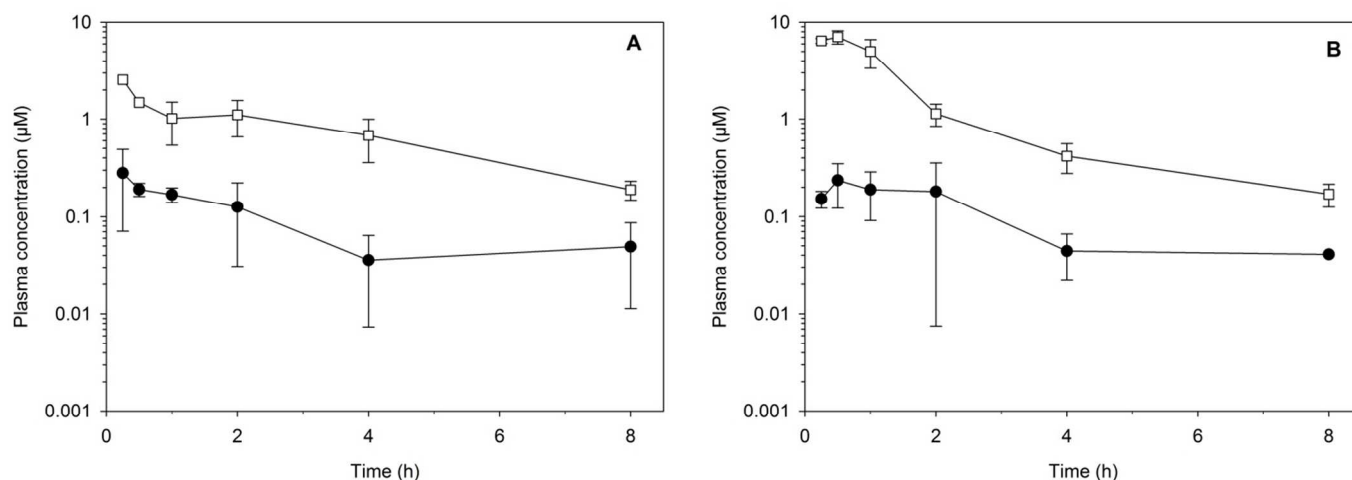 A
Plasma concentration (µM)
10
1
0.1
0.01
0.001
0 2 4 6 8
Time (h)
B
Plasma concentration (µM)
10
1
0.1
0.01
0.001
0 2 4 6 8
Time (h)